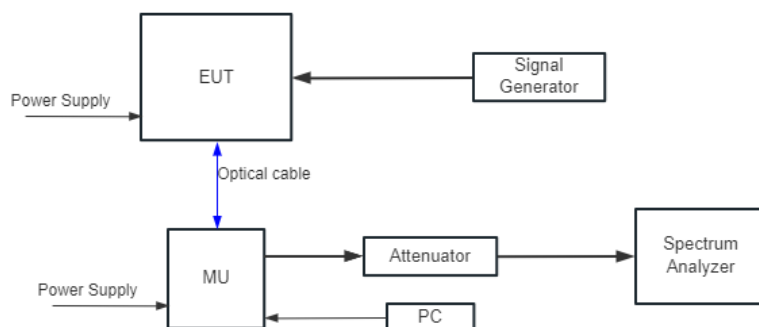 EUT
Signal
Generator
Power Supply
Optical cable
MU
Attenuator
Spectrum
Analyzer
Power Supply
PC